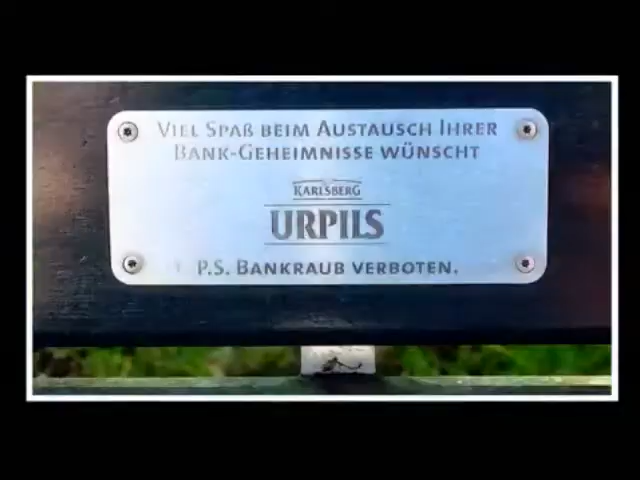 Viel Spaß beim Austausch Ihrer
Bank-Geheimnisse wünscht
Karlsberg
URPILS
P.S. Bankraub verboten.